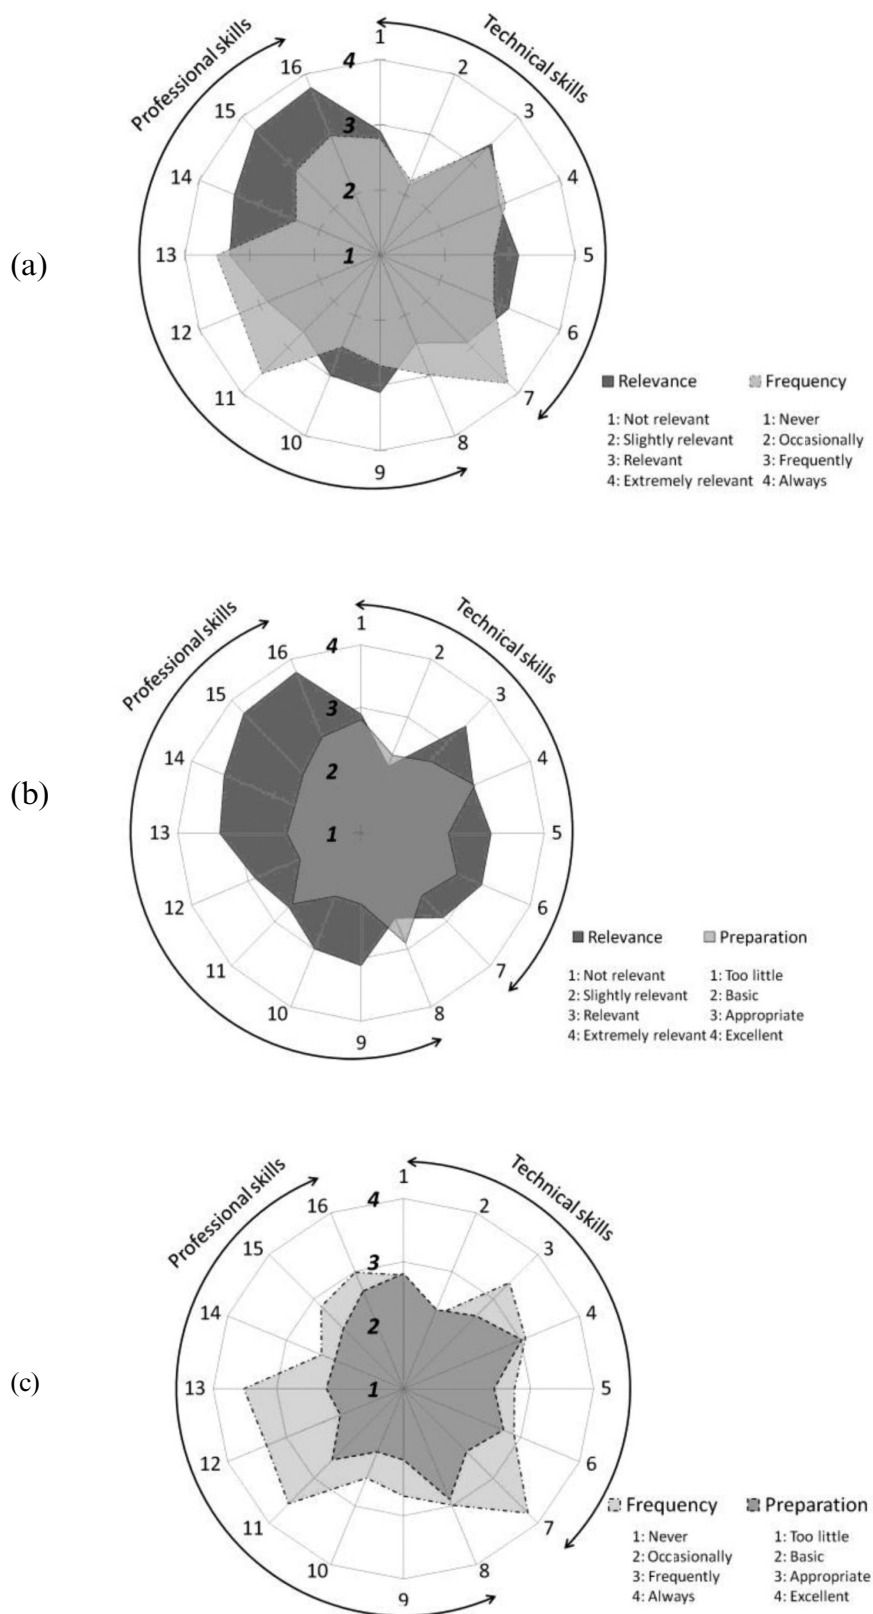 (a)
Professional skills
Technical skills
1
2
3
4
5
6
7
8
9
10
11
12
13
14
15
16
4
3
2
1
Relevance Frequency
1: Not relevant 1: Never
2: Slightly relevant 2: Occasionally
3: Relevant 3: Frequently
4: Extremely relevant 4: Always
(b)
Professional skills
Technical skills
1
2
3
4
5
6
7
8
9
10
11
12
13
14
15
16
4
3
2
1
Relevance Preparation
1: Not relevant 1: Too little
2: Slightly relevant 2: Basic
3: Relevant 3: Appropriate
4: Extremely relevant 4: Excellent
(c)
Professional skills
Technical skills
1
2
3
4
5
6
7
8
9
10
11
12
13
14
15
16
4
3
2
1
Frequency Preparation
1: Never 1: Too little
2: Occasionally 2: Basic
3: Frequently 3: Appropriate
4: Always 4: Excellent